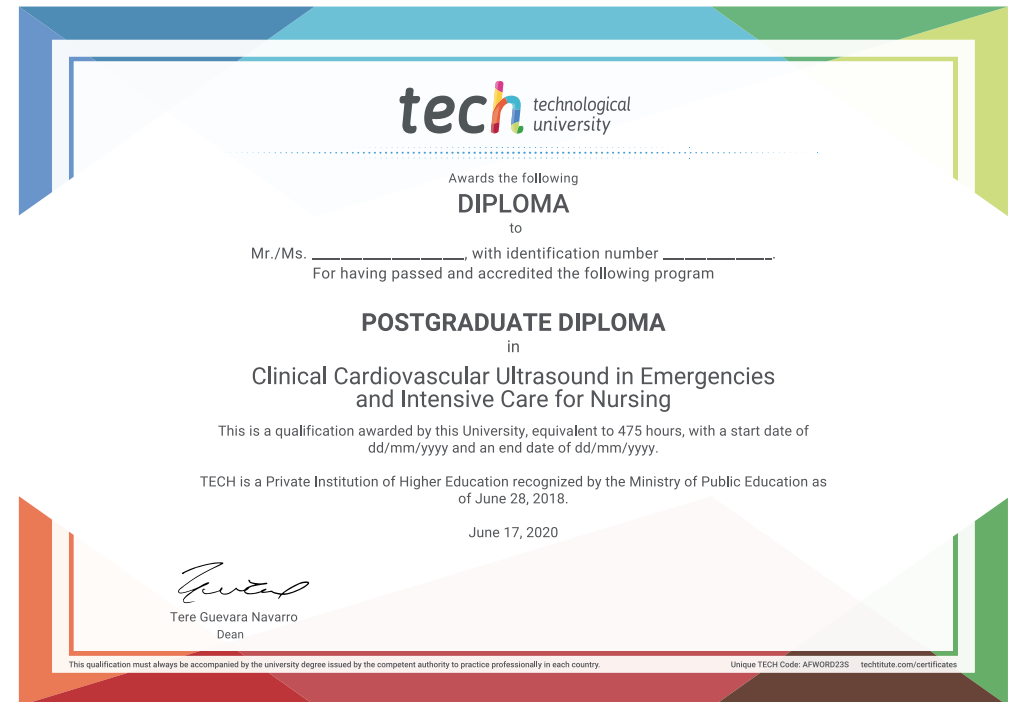 tech technological
university
Awards the following
DIPLOMA
to
Mr./Ms. __________________, with identification number _____________.
For having passed and accredited the following program
POSTGRADUATE DIPLOMA
in
Clinical Cardiovascular Ultrasound in Emergencies
and Intensive Care for Nursing
This is a qualification awarded by this University, equivalent to 475 hours, with a start date of
dd/mm/yyyy and an end date of dd/mm/yyyy.
TECH is a Private Institution of Higher Education recognized by the Ministry of Public Education as
of June 28, 2018.
June 17, 2020
Tere Guevara Navarro
Dean
This qualification must always be accompanied by the university degree issued by the competent authority to practice professionally in each country.
Unique TECH Code: AFWORD23S techtitute.com/certificates